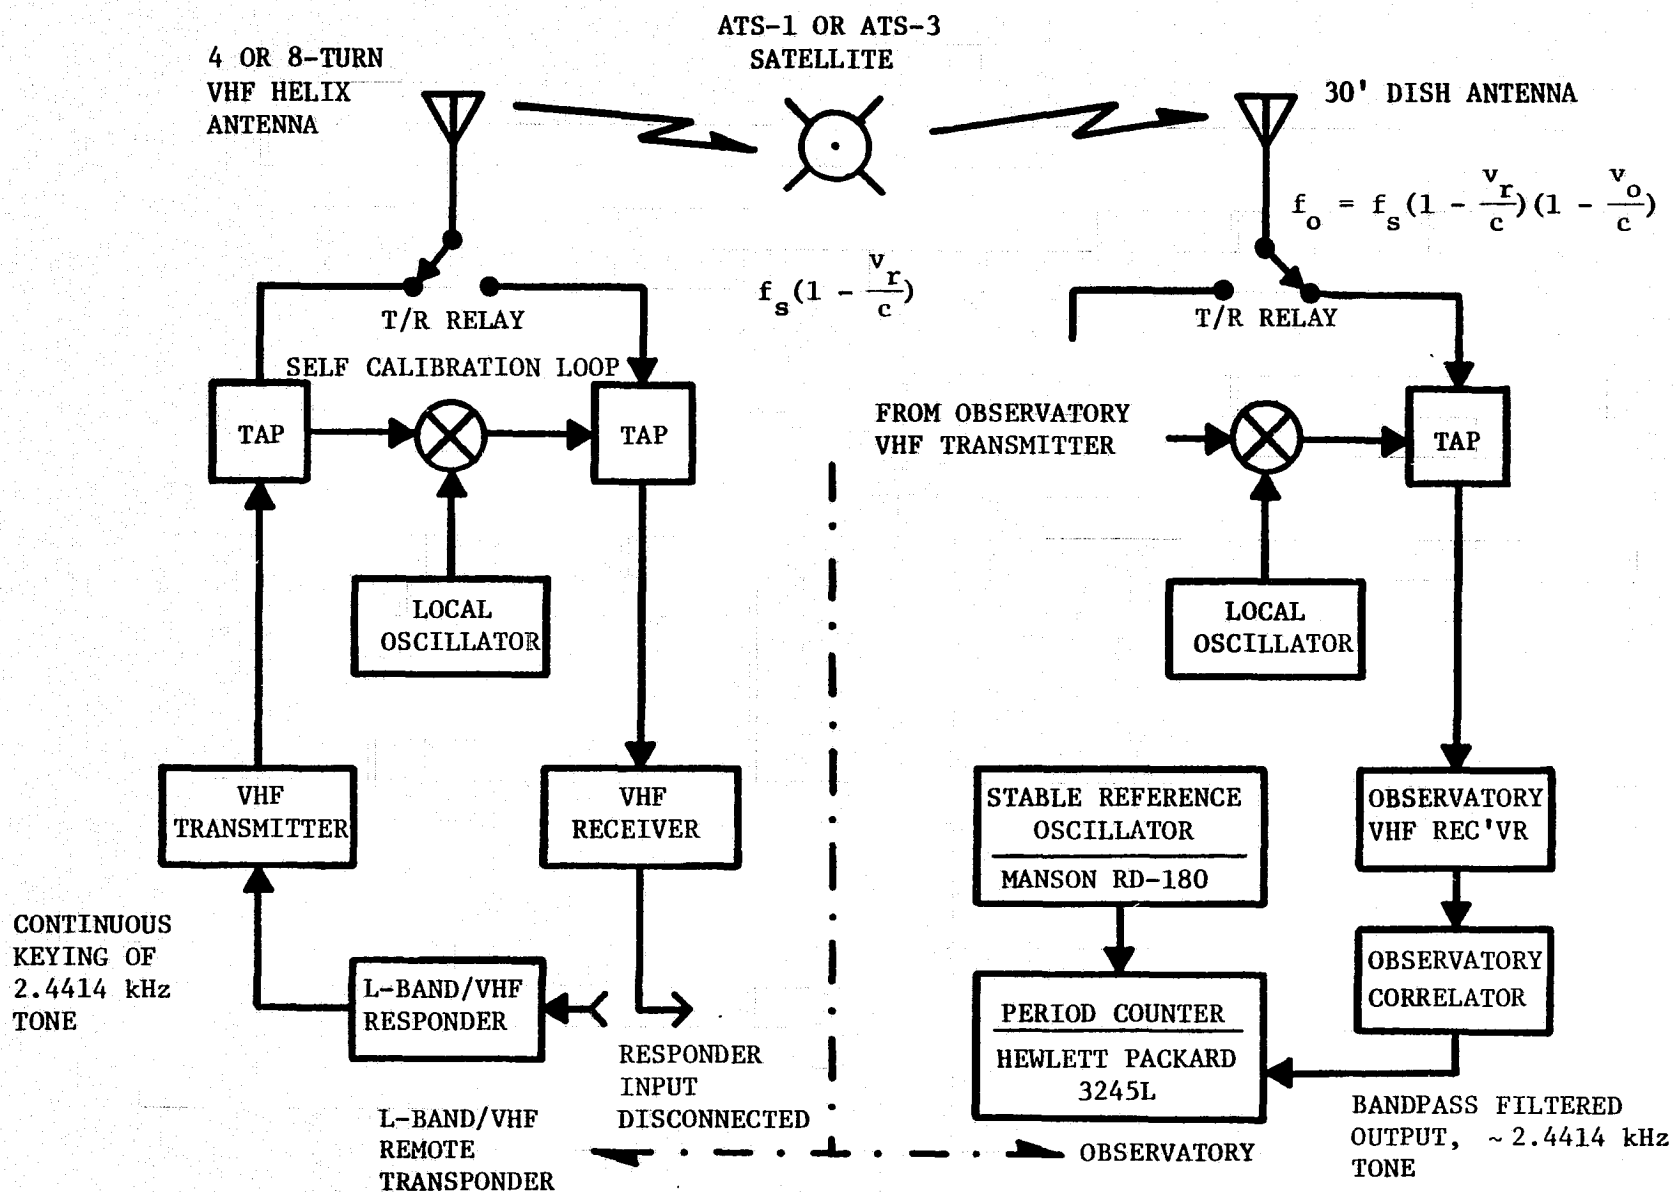 ATS-1 OR ATS-3
SATELLITE
4 OR 8-TURN
VHF HELIX
ANTENNA
30' DISH ANTENNA
f_o = f_s(1 - v_r/c)(1 - v_o/c)
f_s(1 - v_r/c)
T/R RELAY
T/R RELAY
SELF CALIBRATION LOOP
TAP
TAP
FROM OBSERVATORY
VHF TRANSMITTER
TAP
LOCAL
OSCILLATOR
LOCAL
OSCILLATOR
VHF
TRANSMITTER
VHF
RECEIVER
STABLE REFERENCE
OSCILLATOR
MANSON RD-180
OBSERVATORY
VHF REC'VR
CONTINUOUS
KEYING OF
2.4414 kHz
TONE
L-BAND/VHF
RESPONDER
RESPONDER
INPUT
DISCONNECTED
PERIOD COUNTER
HEWLETT PACKARD
3245L
OBSERVATORY
CORRELATOR
BANDPASS FILTERED
OUTPUT, ~2.4414 kHz
TONE
L-BAND/VHF
REMOTE
TRANSPONDER
OBSERVATORY